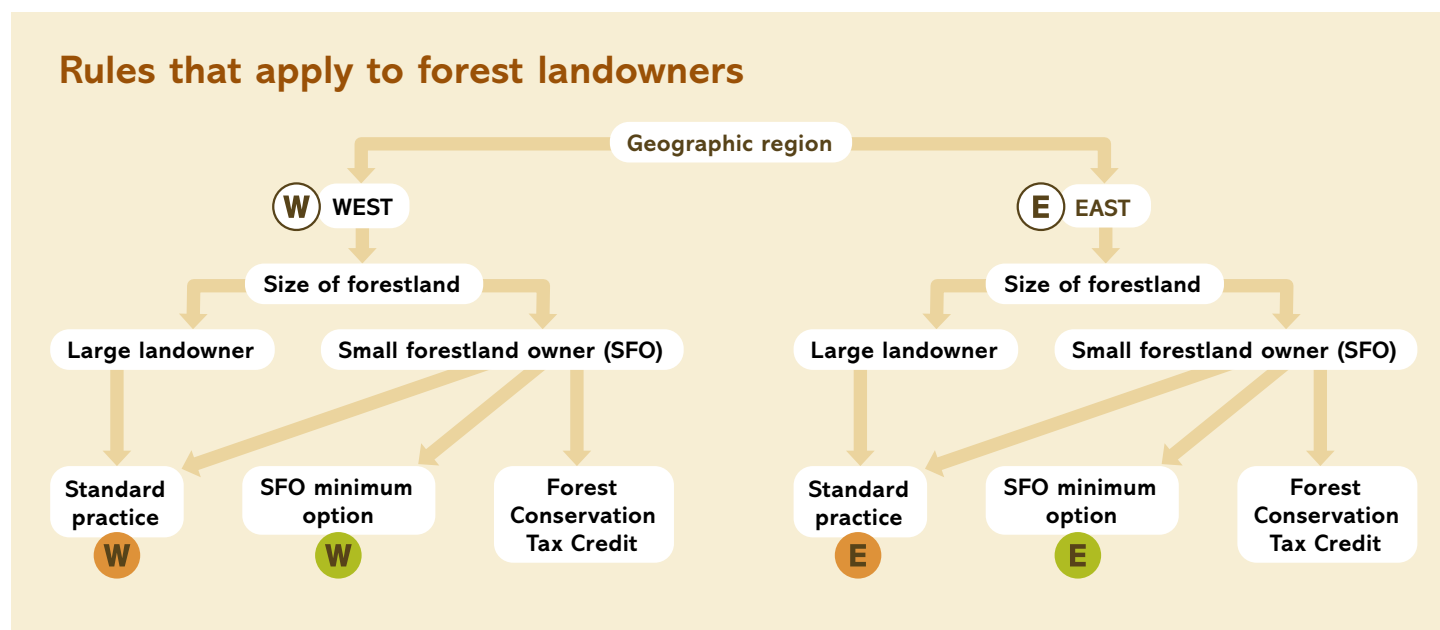 Rules that apply to forest landowners
Geographic region
W WEST
E EAST
Size of forestland
Size of forestland
Large landowner
Small forestland owner (SFO)
Large landowner
Small forestland owner (SFO)
Standard
practice
W
SFO minimum
option
W
Forest
Conservation
Tax Credit
Standard
practice
E
SFO minimum
option
E
Forest
Conservation
Tax Credit